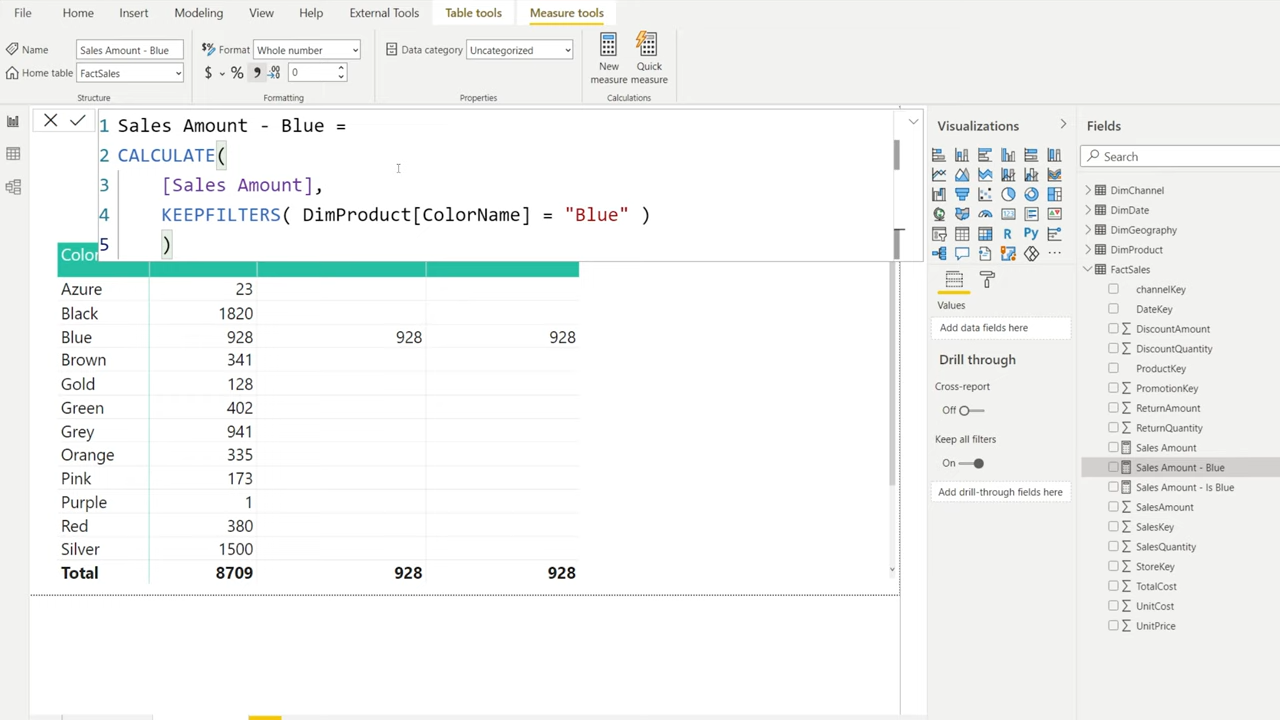 File Home Insert Modeling View Help External Tools Table tools Measure tools
Name Sales Amount - Blue
Home table FactSales
Structure
$% Format Whole number
$ % 9 .00 0
Formatting
Data category Uncategorized
Properties
New measure
Quick measure
Calculations
1 Sales Amount - Blue =
2 CALCULATE(
3 [Sales Amount],
4 KEEPFILTERS( DimProduct[ColorName] = "Blue" )
5 )
Color
Azure 23
Black 1820
Blue 928 928 928
Brown 341
Gold 128
Green 402
Grey 941
Orange 335
Pink 173
Purple 1
Red 380
Silver 1500
Total 8709 928 928
Visualizations
R Py
Values
Add data fields here
Drill through
Cross-report
Off
Keep all filters
On
Add drill-through fields here
Fields
Search
DimChannel
DimDate
DimGeography
DimProduct
FactSales
channelKey
DateKey
∑ DiscountAmount
∑ DiscountQuantity
ProductKey
∑ PromotionKey
∑ ReturnAmount
∑ ReturnQuantity
Sales Amount
Sales Amount - Blue
Sales Amount - Is Blue
∑ SalesAmount
∑ SalesKey
∑ SalesQuantity
∑ StoreKey
∑ TotalCost
∑ UnitCost
∑ UnitPrice